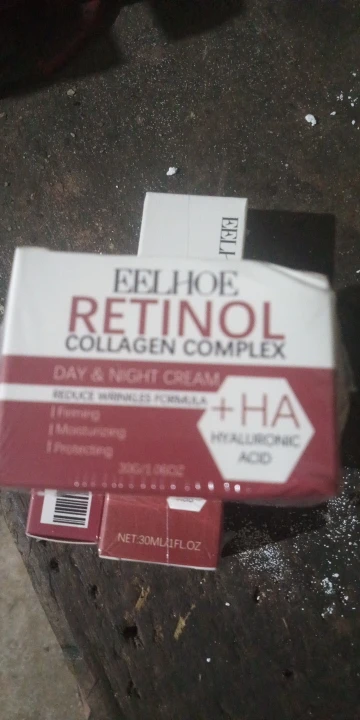 EELH
EELHOE
RETINOL
COLLAGEN COMPLEX
DAY & NIGHT CREAM
REDUCE WRINKLES FORMULA
Firming
Moisturizing
Protecting
+HA
HYALURONIC
ACID
30G/1.06OZ
NET:30ML/1FL.OZ